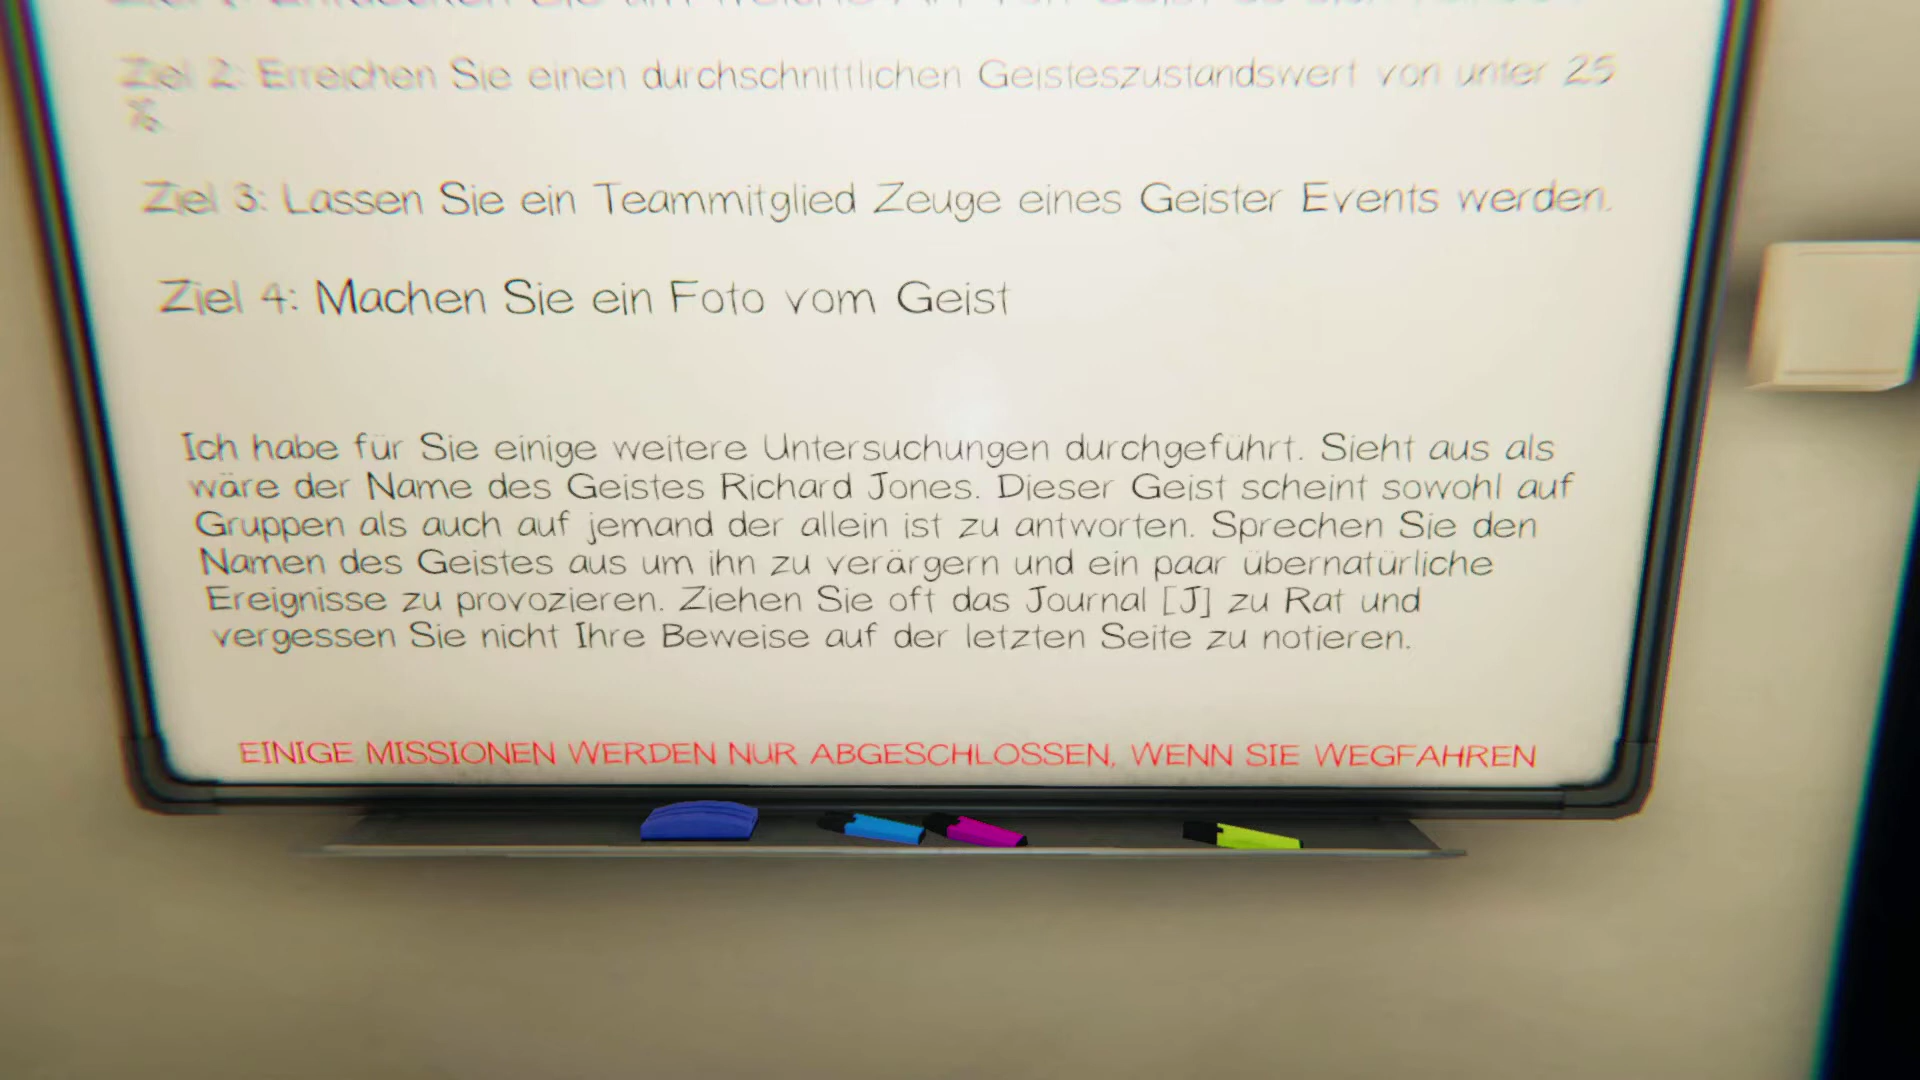 Ziel 2: Erreichen Sie einen durchschnittlichen Geisteszustandswert von unter 25
%.
Ziel 3: Lassen Sie ein Teammitglied Zeuge eines Geister Events werden.
Ziel 4: Machen Sie ein Foto vom Geist
Ich habe für Sie einige weitere Untersuchungen durchgeführt. Sieht aus als
wäre der Name des Geistes Richard Jones. Dieser Geist scheint sowohl auf
Gruppen als auch auf jemand der allein ist zu antworten. Sprechen Sie den
Namen des Geistes aus um ihn zu verärgern und ein paar übernatürliche
Ereignisse zu provozieren. Ziehen Sie oft das Journal [J] zu Rat und
vergessen Sie nicht Ihre Beweise auf der letzten Seite zu notieren.
EINIGE MISSIONEN WERDEN NUR ABGESCHLOSSEN, WENN SIE WEGFAHREN